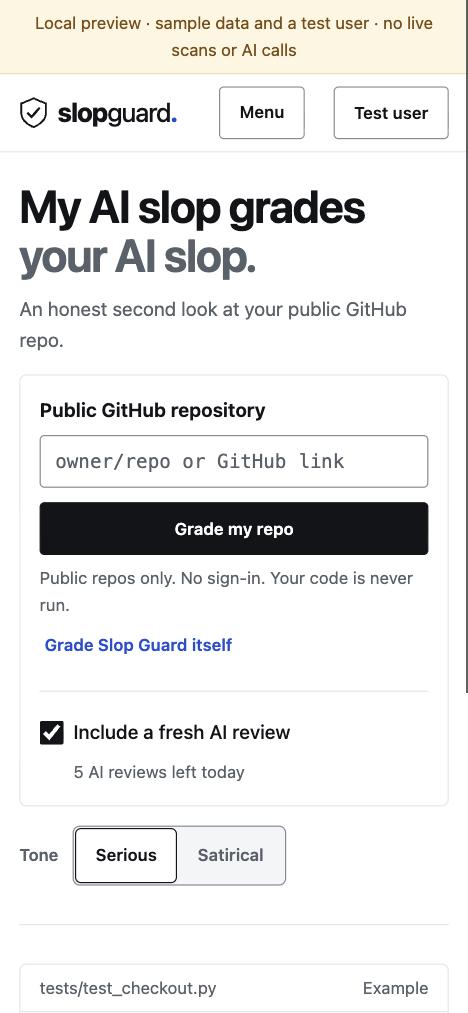 Local preview · sample data and a test user · no live
scans or AI calls
slopguard.
Menu
Test user
My AI slop grades
your AI slop.
An honest second look at your public GitHub
repo.
Public GitHub repository
owner/repo or GitHub link
Grade my repo
Public repos only. No sign-in. Your code is never
run.
Grade Slop Guard itself
Include a fresh AI review
5 AI reviews left today
Tone
Serious
Satirical
tests/test_checkout.py
Example